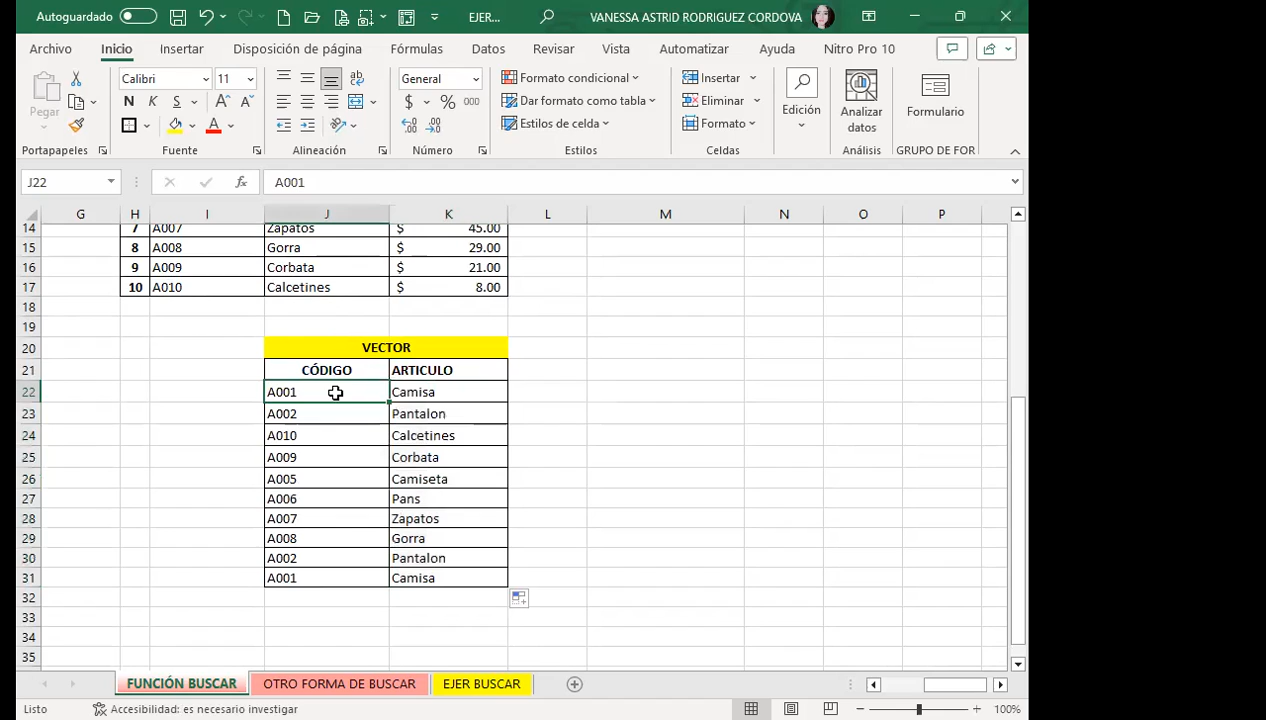 Autoguardado
EJER...
VANESSA ASTRID RODRIGUEZ CORDOVA
Archivo
Inicio
Insertar
Disposición de página
Fórmulas
Datos
Revisar
Vista
Automatizar
Ayuda
Nitro Pro 10
Pegar
Calibri
11
N K S
General
$ % 000
Formato condicional
Dar formato como tabla
Estilos de celda
Insertar
Eliminar
Formato
Edición
Analizar datos
Formulario
Portapapeles
Fuente
Alineación
Número
Estilos
Celdas
Análisis
GRUPO DE FOR
J22
fx
A001
G H I J K L M N O P
14 7 A007 Zapatos $ 45.00
15 8 A008 Gorra $ 29.00
16 9 A009 Corbata $ 21.00
17 10 A010 Calcetines $ 8.00
18
19
20 VECTOR
21 CÓDIGO ARTICULO
22 A001 Camisa
23 A002 Pantalon
24 A010 Calcetines
25 A009 Corbata
26 A005 Camiseta
27 A006 Pans
28 A007 Zapatos
29 A008 Gorra
30 A002 Pantalon
31 A001 Camisa
32
33
34
35
FUNCIÓN BUSCAR
OTRO FORMA DE BUSCAR
EJER BUSCAR
Listo
Accesibilidad: es necesario investigar
100%